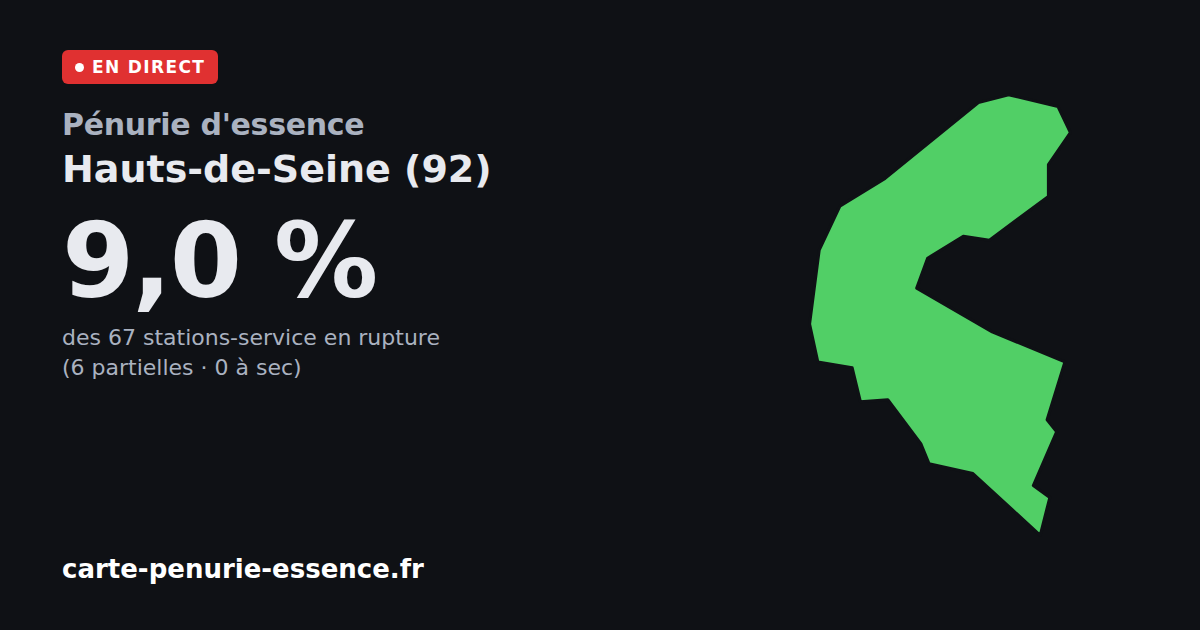 EN DIRECT
Pénurie d'essence
Hauts-de-Seine (92)
9,0 %
des 67 stations-service en rupture
(6 partielles · 0 à sec)
carte-penurie-essence.fr